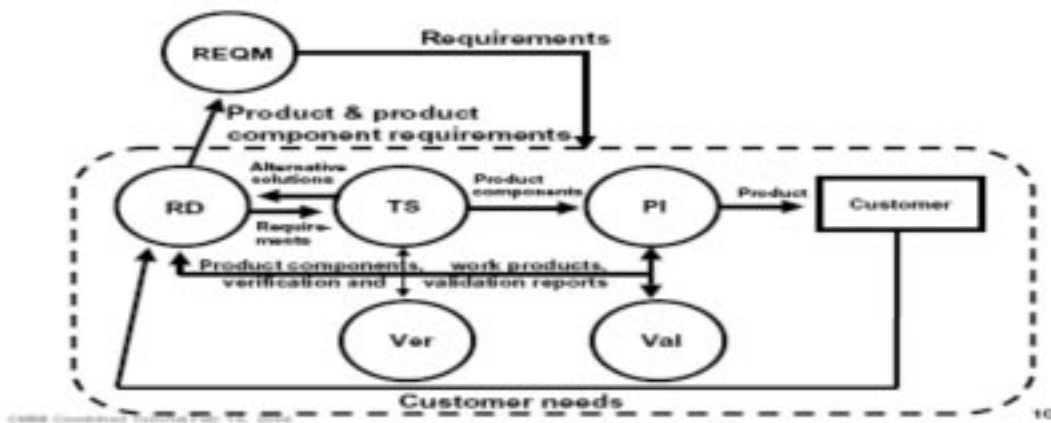 Requirements
REQM
Product & product
component requirements
Alternative
solutions
Product
components
Product
RD
TS
PI
Customer
Require-
ments
Product components, work products,
verification and validation reports
Ver
Val
Customer needs
10